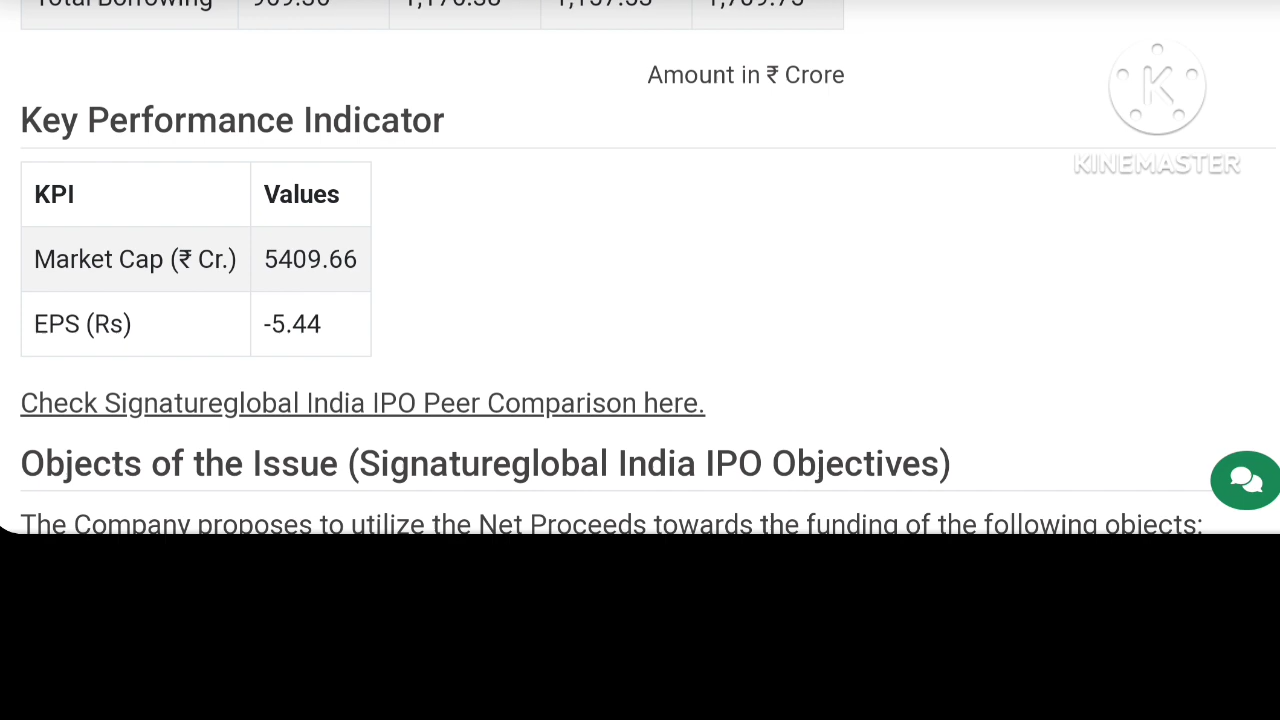 Total Borrowing
Amount in ₹ Crore
KINEMASTER
Key Performance Indicator
KPI Values
Market Cap (₹ Cr.) 5409.66
EPS (Rs) -5.44
Check Signatureglobal India IPO Peer Comparison here.
Objects of the Issue (Signatureglobal India IPO Objectives)
The Company proposes to utilize the Net Proceeds towards the funding of the following objects: